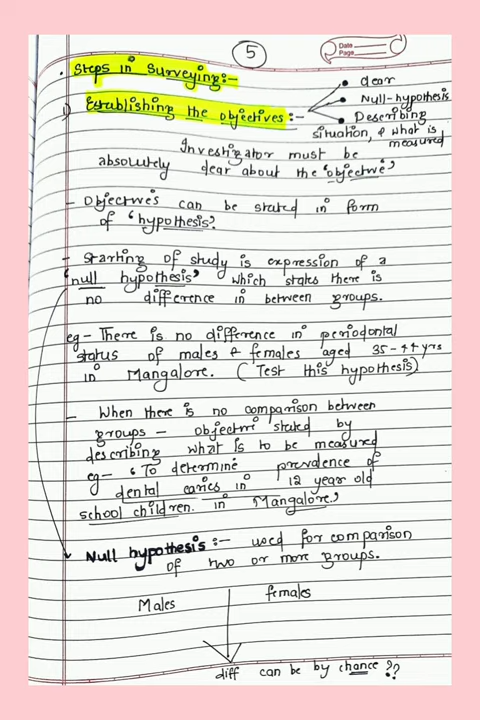 5
Date
Page
• Steps in Surveying:-
1) Establishing the objectives:-
• clear
• Null-hypothesis
• Describing
situation, & what is
measured
Investigator must be
absolutely clear about the 'objective'
- Objectives can be stated in form
of 'hypothesis'.
- Starting of study is expression of a
'null hypothesis' which states there is
no difference in between groups.
eg- There is no difference in periodontal
status of males & females aged 35-44 yrs
in Mangalore. (Test this hypothesis)
- When there is no comparison between
groups - objective stated by
describing what is to be measured
eg- 'To determine prevalence of
dental caries in 12 year old
school children. in Mangalore.'
Null hypothesis:- used for comparison
of two or more groups.
Males females
diff can be by chance ??